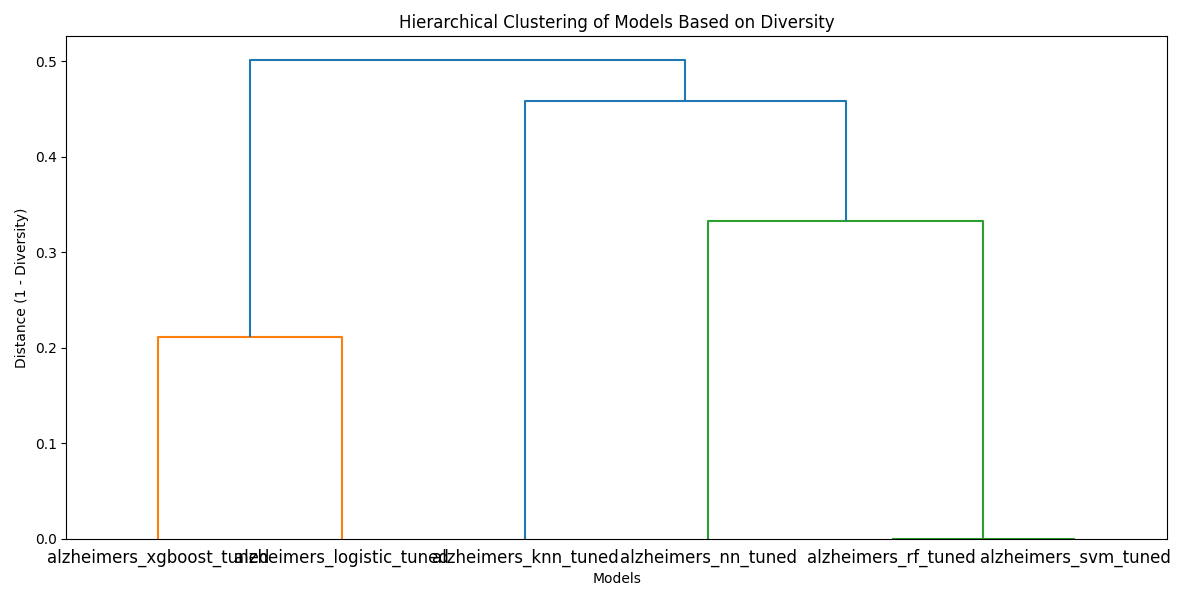 Hierarchical Clustering of Models Based on Diversity
0.5
0.4
0.3
0.2
0.1
0.0
Distance (1 - Diversity)
alzheimers_xgboost_tuned alzheimers_logistic_tuned alzheimers_knn_tuned alzheimers_nn_tuned alzheimers_rf_tuned alzheimers_svm_tuned
Models